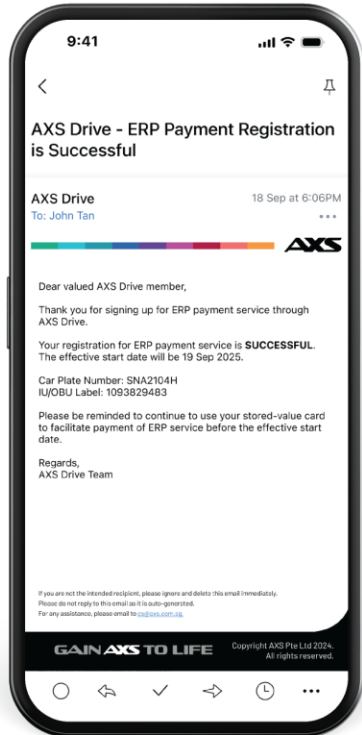 9:41
AXS Drive - ERP Payment Registration
is Successful
AXS Drive
18 Sep at 6:06PM
To: John Tan
AXS
Dear valued AXS Drive member,
Thank you for signing up for ERP payment service through
AXS Drive.
Your registration for ERP payment service is SUCCESSFUL.
The effective start date will be 19 Sep 2025.
Car Plate Number: SNA2104H
IU/OBU Label: 1093829483
Please be reminded to continue to use your stored-value card
to facilitate payment of ERP service before the effective start
date.
Regards,
AXS Drive Team
If you are not the intended recipient, please ignore and delete this email immediately.
Please do not reply to this email as it is auto-generated.
For any assistance, please email to cs@axs.com.sg.
GAIN AXS TO LIFE
Copyright AXS Pte Ltd 2024.
All rights reserved.